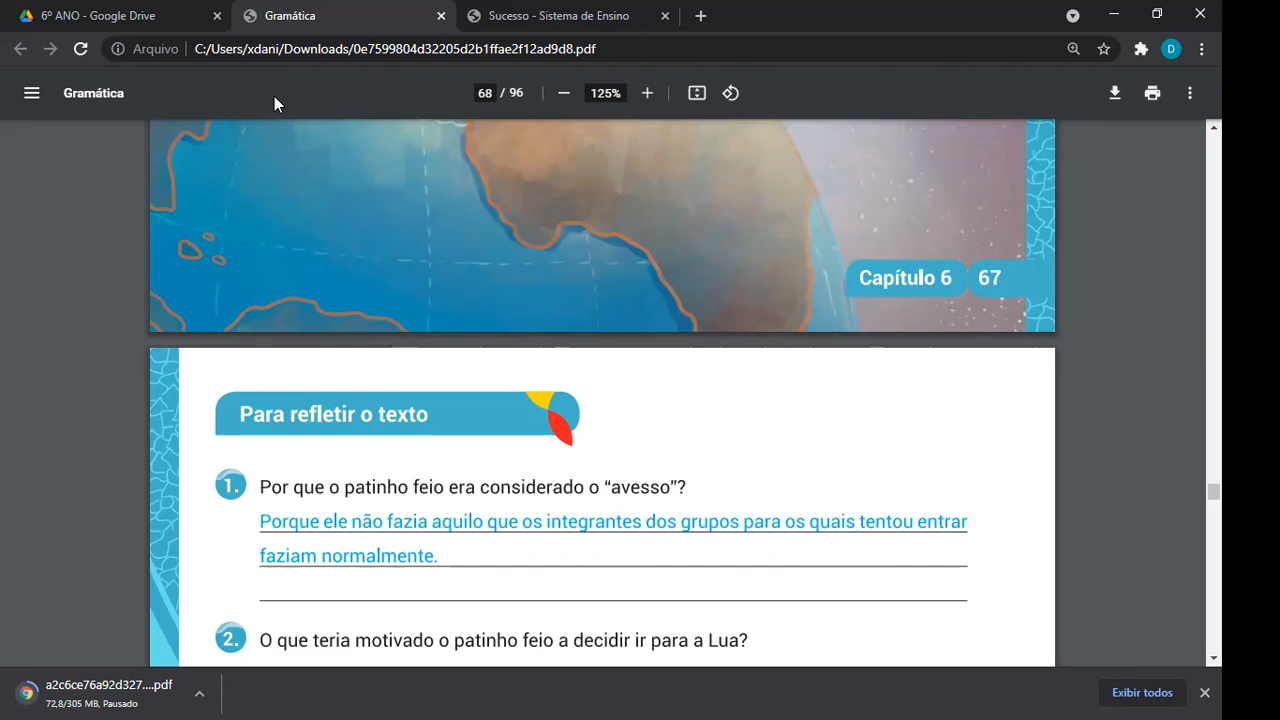 6º ANO - Google Drive
Gramática
Sucesso - Sistema de Ensino
Arquivo
C:/Users/xdani/Downloads/0e7599804d32205d2b1ffae2f12ad9d8.pdf
D
Gramática
68 / 96
125%
Capítulo 6 67
Para refletir o texto
1. Por que o patinho feio era considerado o “avesso”?
Porque ele não fazia aquilo que os integrantes dos grupos para os quais tentou entrar
faziam normalmente.
2. O que teria motivado o patinho feio a decidir ir para a Lua?
a2c6ce76a92d327....pdf
72,8/305 MB, Pausado
Exibir todos